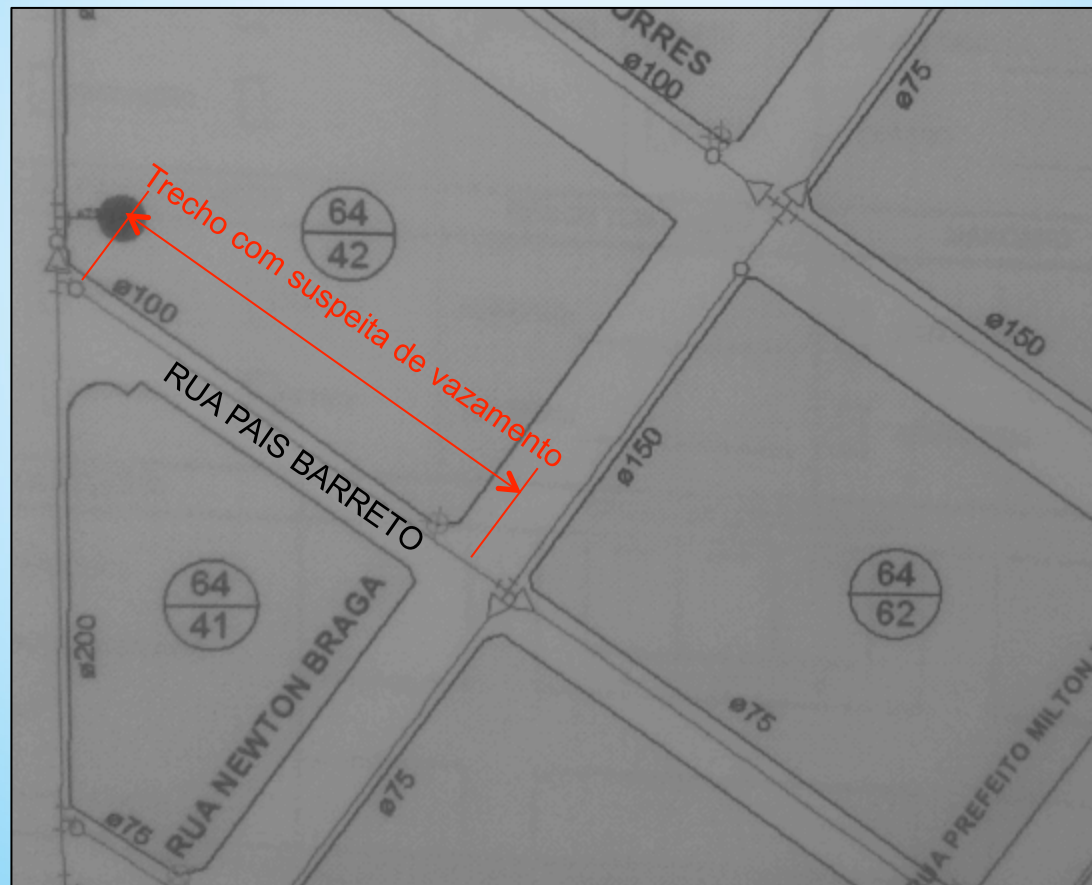 ORRES
ø100
ø75
Trecho com suspeita de vazamento
64
42
ø100
ø150
RUA PAIS BARRETO
ø150
64
41
64
62
ø200
RUA NEWTON BRAGA
ø75
ø75
ø75
RUA PREFEITO MILTON